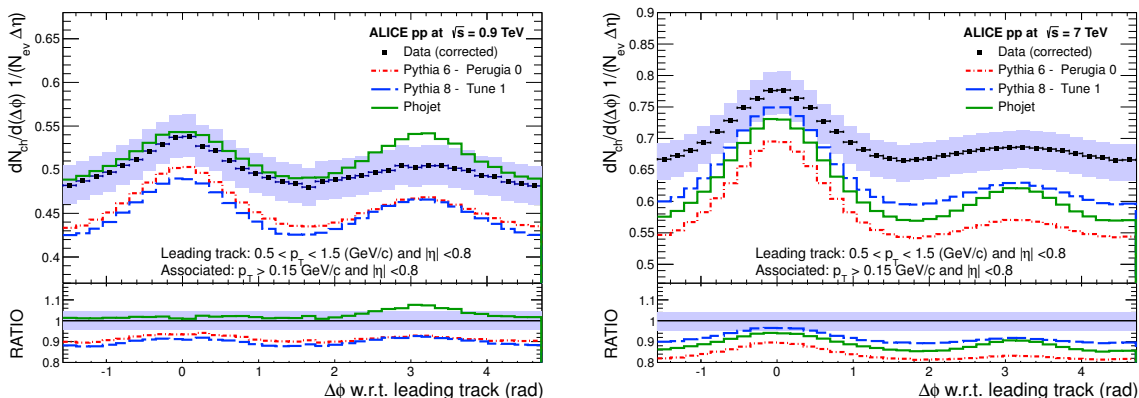 dN_ch/d(Δφ) 1/(N_ev Δη)
0.65
0.6
0.55
0.5
0.45
0.4
ALICE pp at √s = 0.9 TeV
Data (corrected)
Pythia 6 - Perugia 0
Pythia 8 - Tune 1
Phojet
Leading track: 0.5 < p_T < 1.5 (GeV/c) and |η| <0.8
Associated: p_T > 0.15 GeV/c and |η| <0.8
RATIO
1.1
1
0.9
0.8
-1 0 1 2 3 4
Δφ w.r.t. leading track (rad)
dN_ch/d(Δφ) 1/(N_ev Δη)
0.9
0.85
0.8
0.75
0.7
0.65
0.6
0.55
0.5
ALICE pp at √s = 7 TeV
Data (corrected)
Pythia 6 - Perugia 0
Pythia 8 - Tune 1
Phojet
Leading track: 0.5 < p_T < 1.5 (GeV/c) and |η| <0.8
Associated: p_T > 0.15 GeV/c and |η| <0.8
RATIO
1.1
1
0.9
0.8
-1 0 1 2 3 4
Δφ w.r.t. leading track (rad)